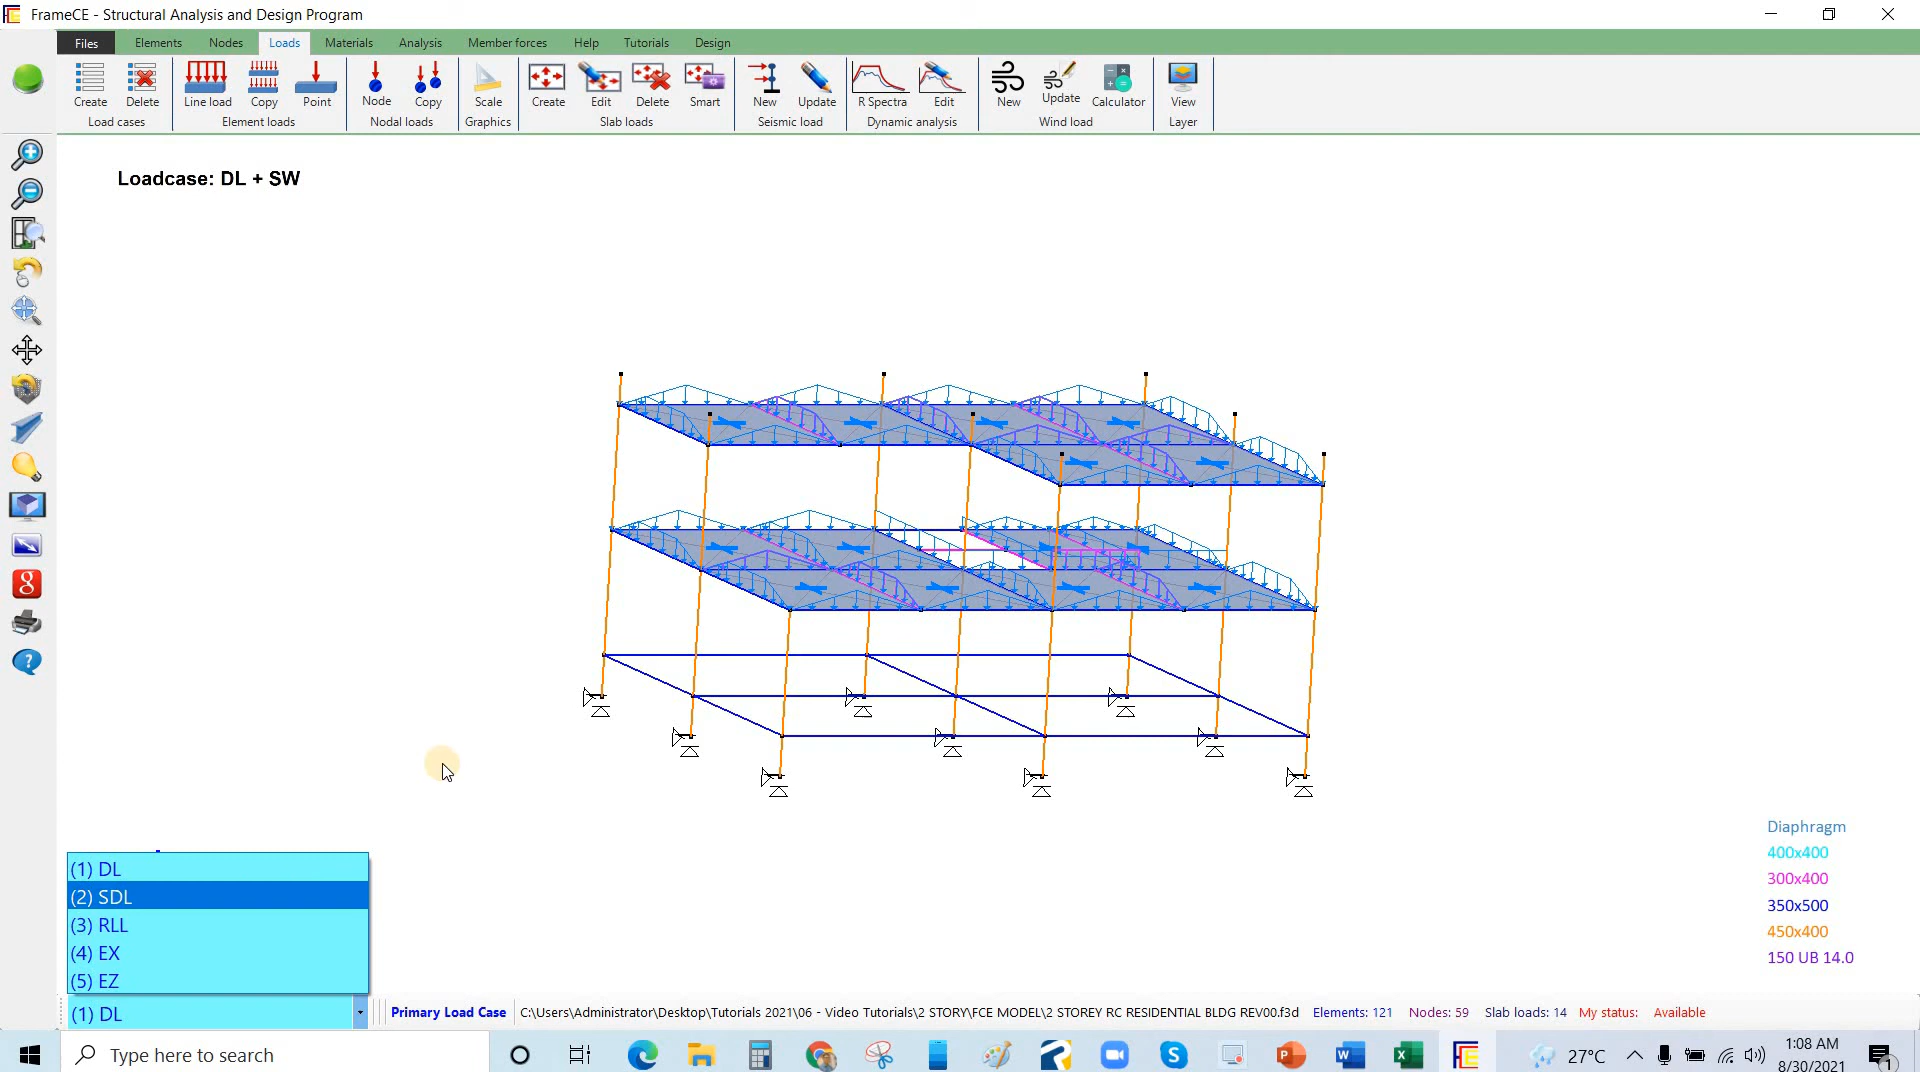 FrameCE - Structural Analysis and Design Program
Files Elements Nodes Loads Materials Analysis Member forces Help Tutorials Design
Create Delete Line load Copy Point Node Copy Scale Create Edit Delete Smart New Update R Spectra Edit New Update Calculator View
Load cases Element loads Nodal loads Graphics Slab loads Seismic load Dynamic analysis Wind load Layer
Loadcase: DL + SW
Diaphragm
400x400
300x400
350x500
450x400
150 UB 14.0
(1) DL
(2) SDL
(3) RLL
(4) EX
(5) EZ
(1) DL Primary Load Case C:\Users\Administrator\Desktop\Tutorials 2021\06 - Video Tutorials\2 STORY\FCE MODEL\2 STOREY RC RESIDENTIAL BLDG REV00.f3d Elements: 121 Nodes: 59 Slab loads: 14 My status: Available
Type here to search 27°C 1:08 AM
8/30/2021 1